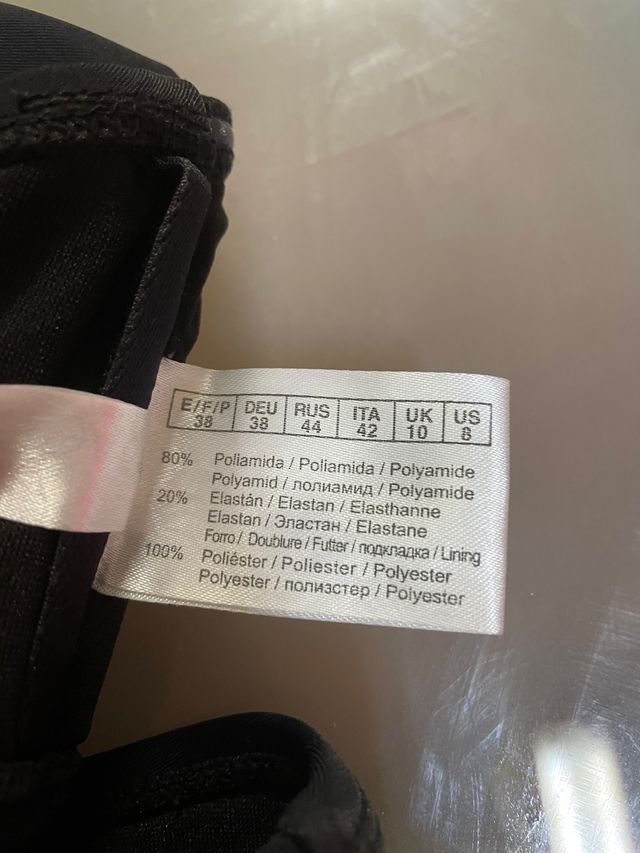 E/F/P DEU RUS ITA UK US
38 38 44 42 10 8
80% Poliamida / Poliamida / Polyamide
Polyamid / полиамид / Polyamide
20% Elastán / Elastan / Elasthanne
Elastan / Эластан / Elastane
Forro / Doublure / Futter / подкладка / Lining
100% Poliéster / Poliester / Polyester
Polyester / полизстер / Polyester